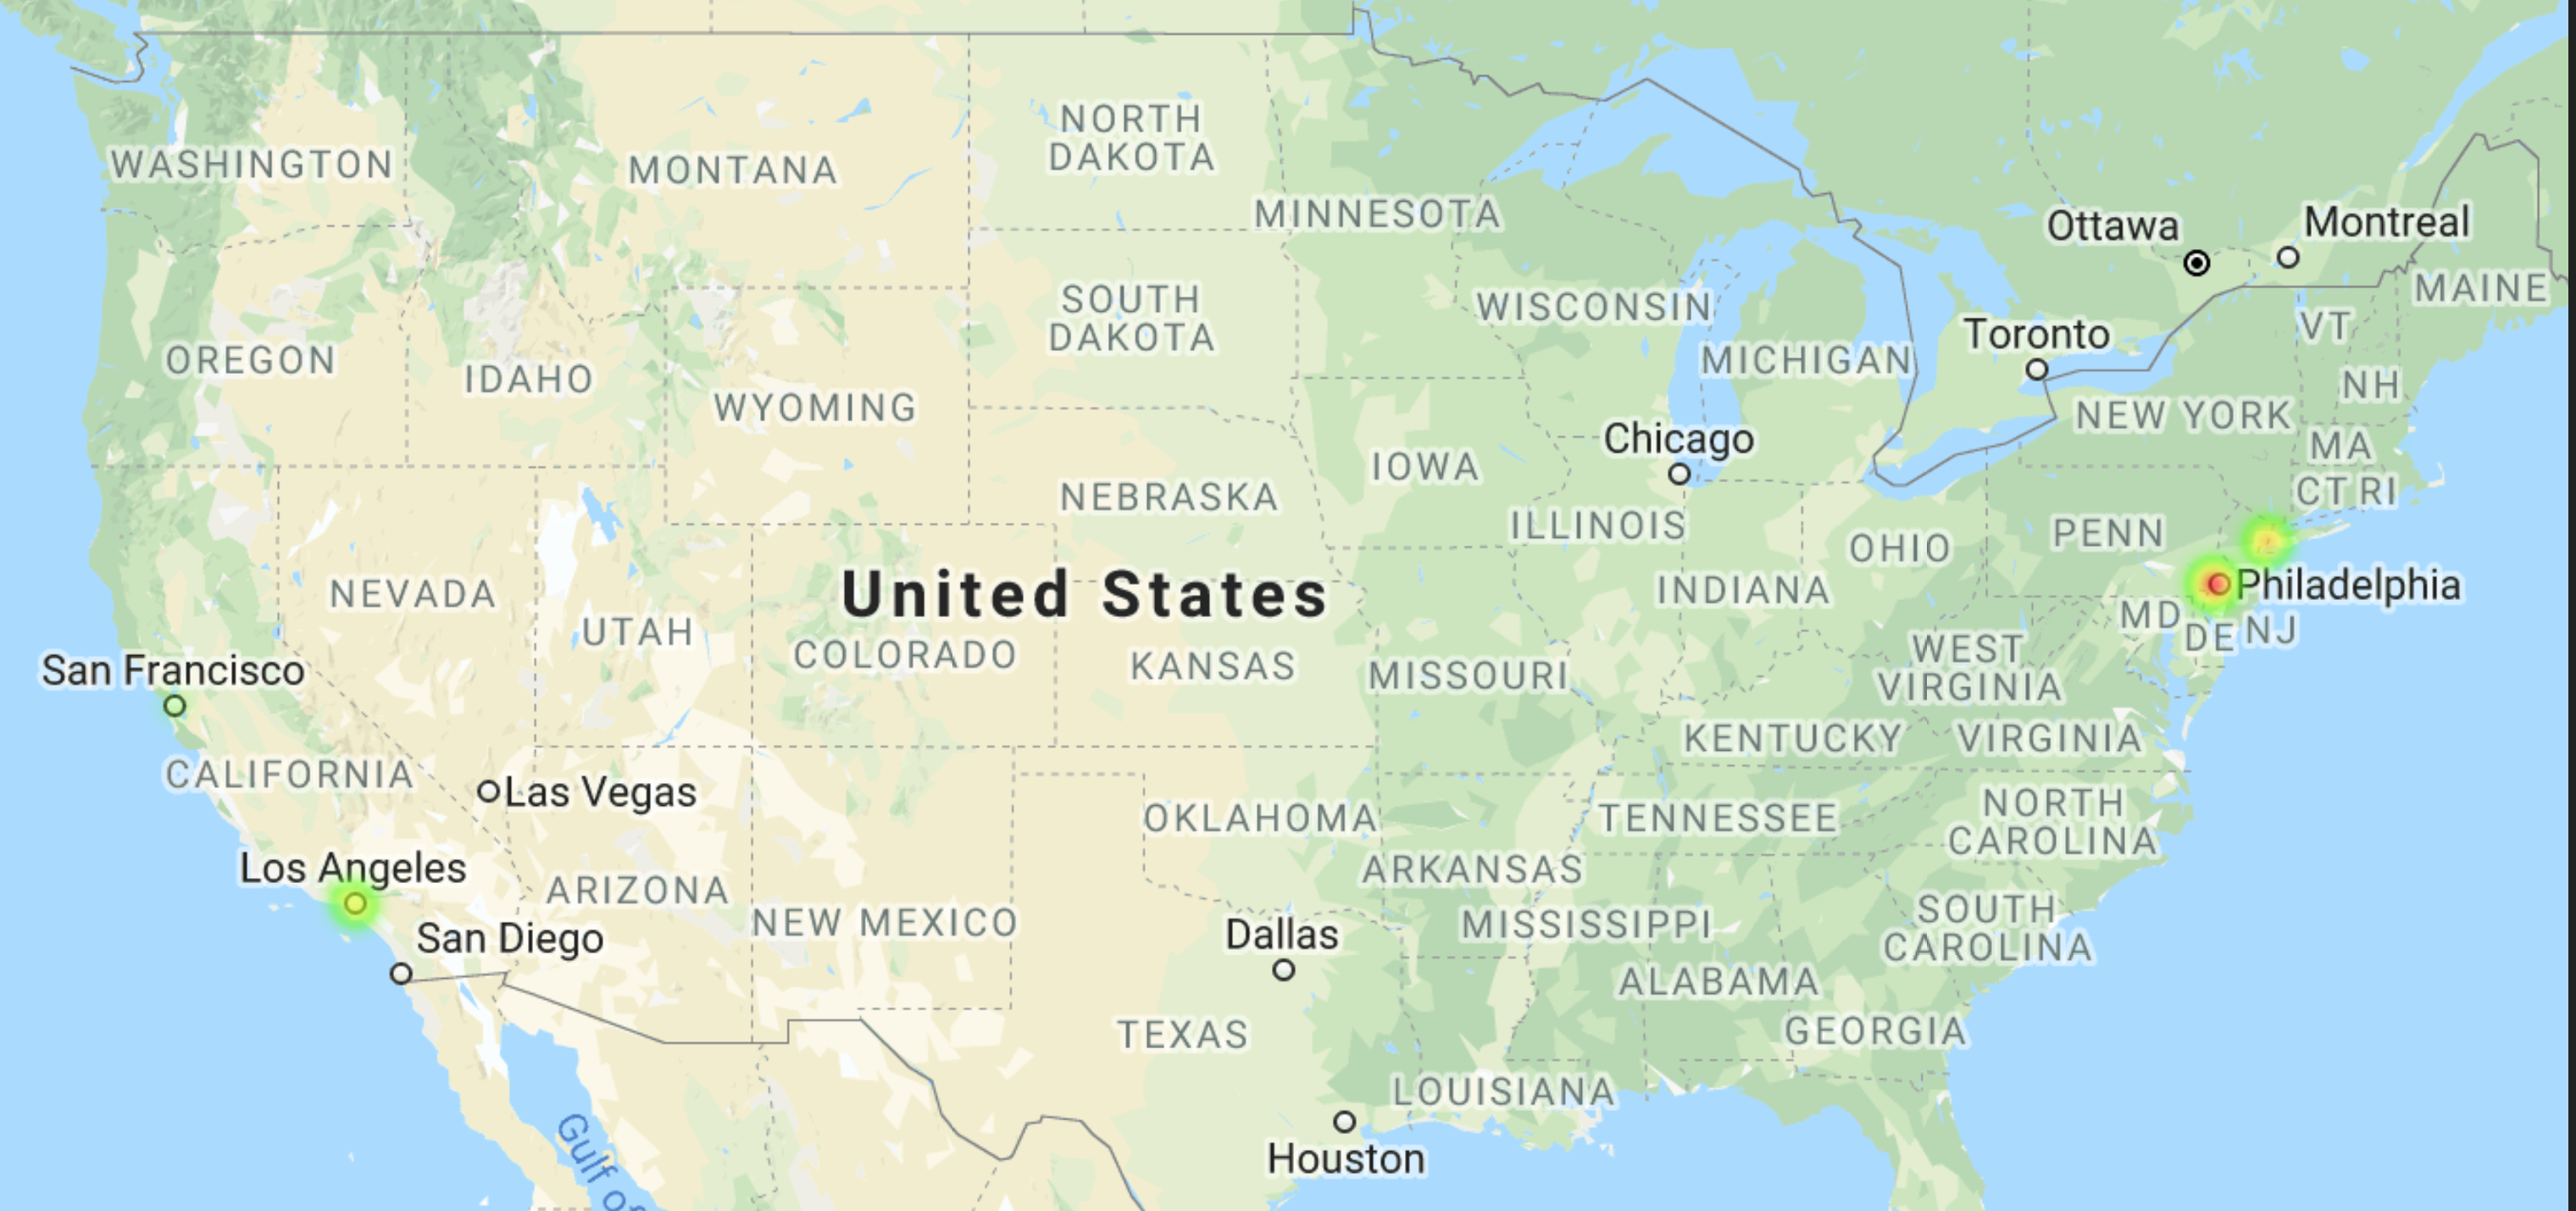 NORTH
DAKOTA
WASHINGTON
MONTANA
MINNESOTA
Ottawa
Montreal
MAINE
SOUTH
DAKOTA
WISCONSIN
VT
Toronto
OREGON
IDAHO
MICHIGAN
NH
WYOMING
NEW YORK
Chicago
MA
IOWA
NEBRASKA
CT RI
ILLINOIS
PENN
OHIO
United States
NEVADA
INDIANA
Philadelphia
MD
DE
NJ
UTAH
COLORADO
KANSAS
MISSOURI
WEST
VIRGINIA
San Francisco
KENTUCKY
VIRGINIA
CALIFORNIA
Las Vegas
OKLAHOMA
TENNESSEE
NORTH
CAROLINA
Los Angeles
ARIZONA
ARKANSAS
NEW MEXICO
MISSISSIPPI
SOUTH
CAROLINA
San Diego
Dallas
ALABAMA
TEXAS
GEORGIA
LOUISIANA
Houston
Gulf of